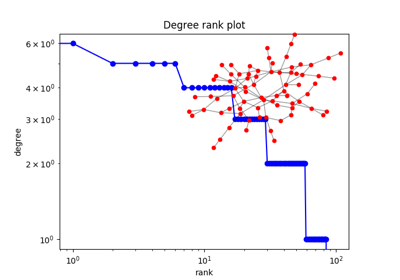 Degree rank plot
degree
6 × 10⁰
4 × 10⁰
3 × 10⁰
2 × 10⁰
10⁰
10⁰ 10¹ 10²
rank